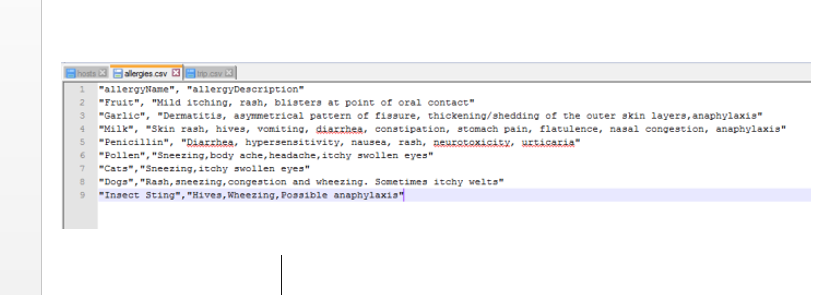 hosts allergies.csv trip.csv
1 "allergyName", "allergyDescription"
2 "Fruit", "Mild itching, rash, blisters at point of oral contact"
3 "Garlic", "Dermatitis, asymmetrical pattern of fissure, thickening/shedding of the outer skin layers,anaphylaxis"
4 "Milk", "Skin rash, hives, vomiting, diarrhea, constipation, stomach pain, flatulence, nasal congestion, anaphylaxis"
5 "Penicillin", "Diarrhea, hypersensitivity, nausea, rash, neurotoxicity, urticaria"
6 "Pollen","Sneezing,body ache,headache,itchy swollen eyes"
7 "Cats","Sneezing,itchy swollen eyes"
8 "Dogs","Rash,sneezing,congestion and wheezing. Sometimes itchy welts"
9 "Insect Sting","Hives,Wheezing,Possible anaphylaxis"